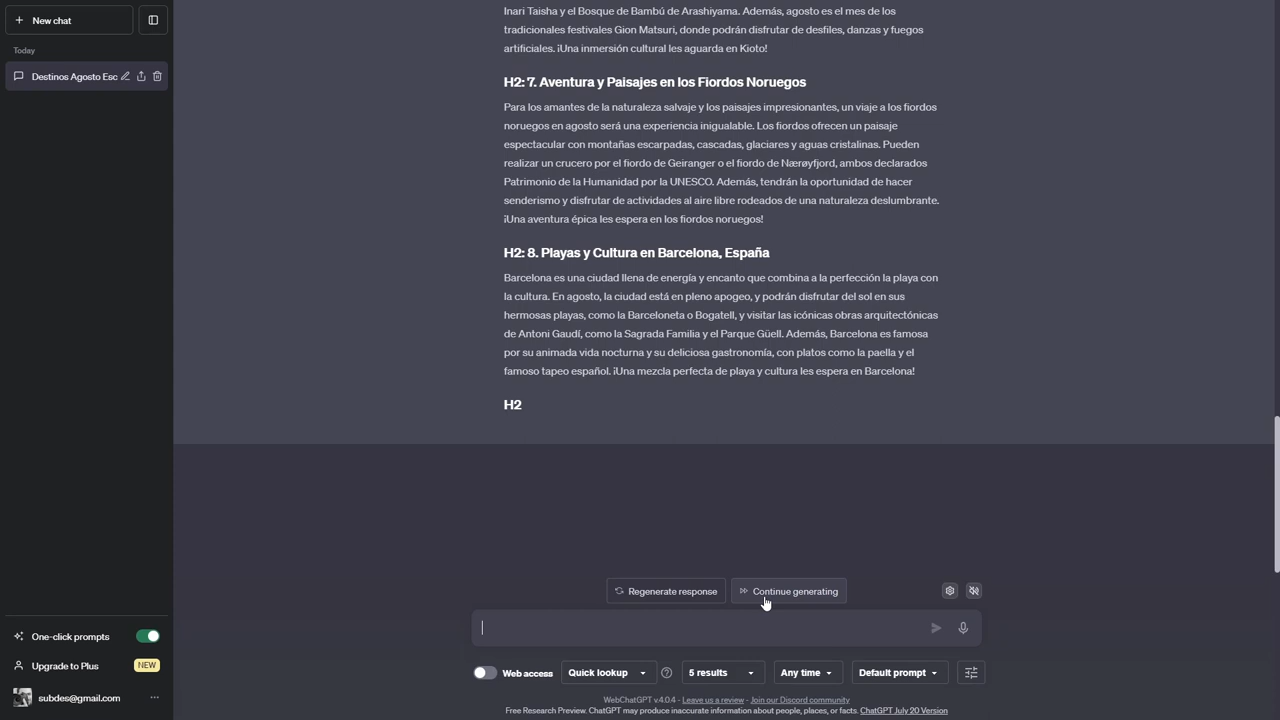 New chat
Today
Destinos Agosto Esc
Inari Taisha y el Bosque de Bambú de Arashiyama. Además, agosto es el mes de los
tradicionales festivales Gion Matsuri, donde podrán disfrutar de desfiles, danzas y fuegos
artificiales. ¡Una inmersión cultural les aguarda en Kioto!
H2: 7. Aventura y Paisajes en los Fiordos Noruegos
Para los amantes de la naturaleza salvaje y los paisajes impresionantes, un viaje a los fiordos
noruegos en agosto será una experiencia inigualable. Los fiordos ofrecen un paisaje
espectacular con montañas escarpadas, cascadas, glaciares y aguas cristalinas. Pueden
realizar un crucero por el fiordo de Geiranger o el fiordo de Nærøyfjord, ambos declarados
Patrimonio de la Humanidad por la UNESCO. Además, tendrán la oportunidad de hacer
senderismo y disfrutar de actividades al aire libre rodeados de una naturaleza deslumbrante.
¡Una aventura épica les espera en los fiordos noruegos!
H2: 8. Playas y Cultura en Barcelona, España
Barcelona es una ciudad llena de energía y encanto que combina a la perfección la playa con
la cultura. En agosto, la ciudad está en pleno apogeo, y podrán disfrutar del sol en sus
hermosas playas, como la Barceloneta o Bogatell, y visitar las icónicas obras arquitectónicas
de Antoni Gaudí, como la Sagrada Familia y el Parque Güell. Además, Barcelona es famosa
por su animada vida nocturna y su deliciosa gastronomía, con platos como la paella y el
famoso tapeo español. ¡Una mezcla perfecta de playa y cultura les espera en Barcelona!
H2
Regenerate response
Continue generating
One-click prompts
Upgrade to Plus
NEW
subdes@gmail.com
Web access
Quick lookup
5 results
Any time
Default prompt
WebChatGPT v.4.0.4 - Leave us a review - Join our Discord community
Free Research Preview. ChatGPT may produce inaccurate information about people, places, or facts. ChatGPT July 20 Version